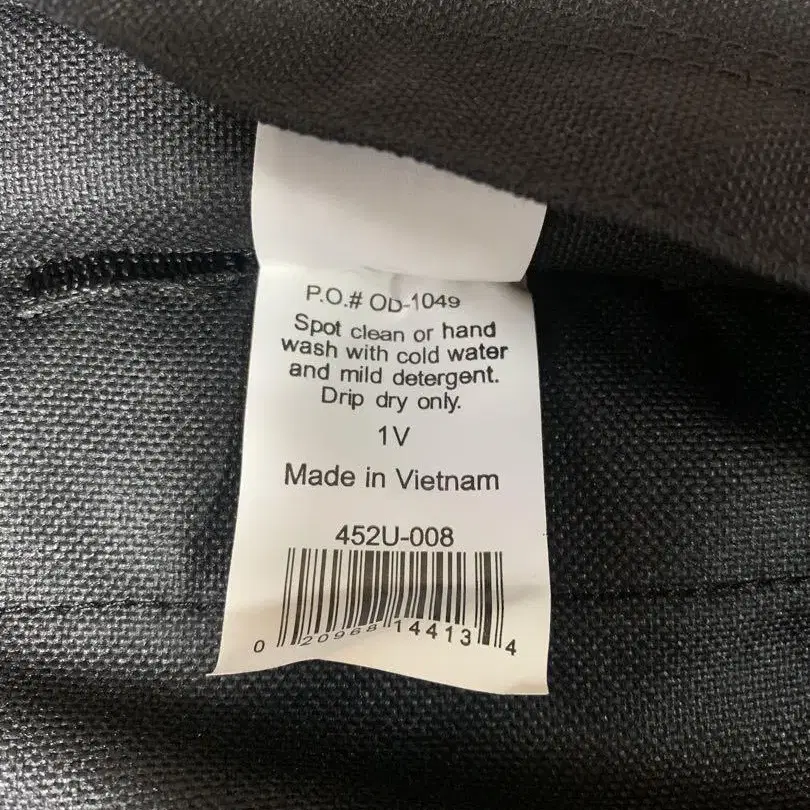 P.O.# OD-1049
Spot clean or hand
wash with cold water
and mild detergent.
Drip dry only.
1V
Made in Vietnam
452U-008
0 20968 14413 4